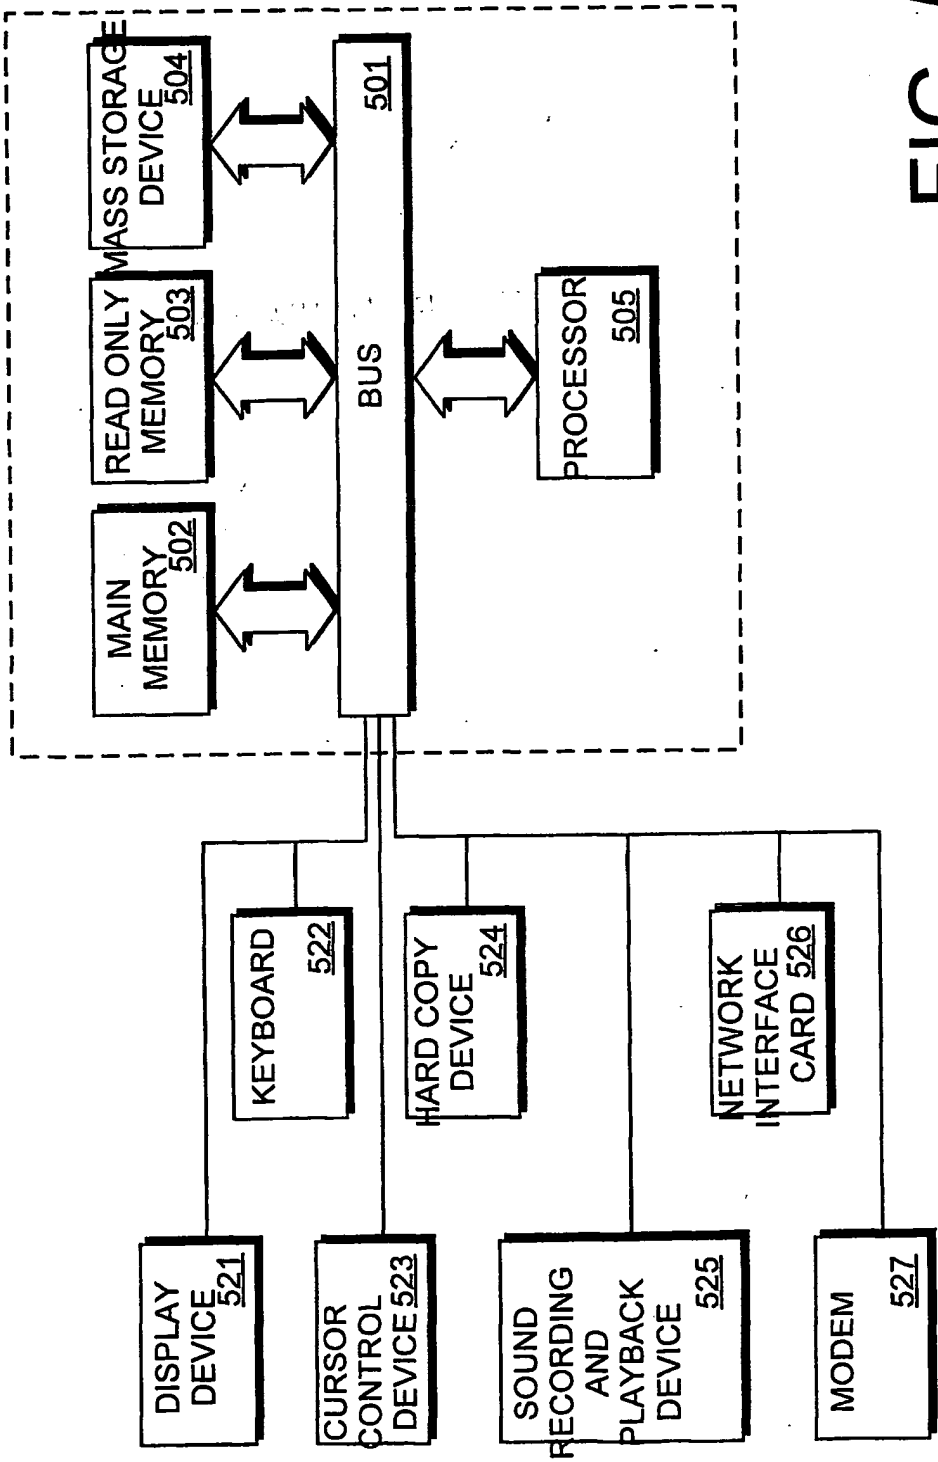 MAIN
MEMORY
502
READ ONLY
MEMORY
503
MASS STORAGE
DEVICE
504
BUS
501
PROCESSOR
505
DISPLAY
DEVICE
521
KEYBOARD
522
CURSOR
CONTROL
DEVICE 523
HARD COPY
DEVICE
524
SOUND
RECORDING
AND
PLAYBACK
DEVICE
525
NETWORK
INTERFACE
CARD 526
MODEM
527